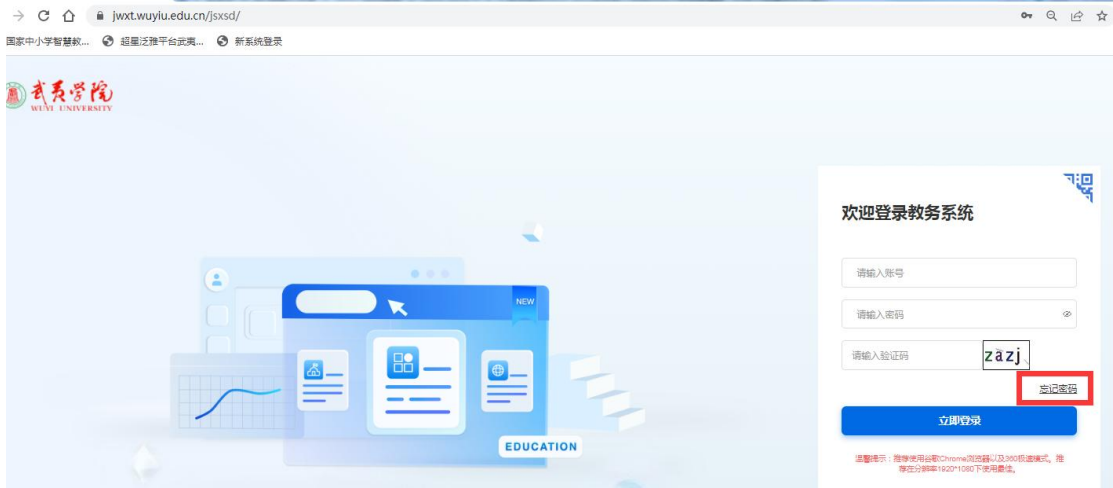 jwxt.wuyiu.edu.cn/jsxsd/
国家中小学智慧教... 超星泛雅平台武夷... 新系统登录
武夷学院
WUYI UNIVERSITY
欢迎登录教务系统
请输入账号
NEW
请输入密码
请输入验证码 zazj
忘记密码
立即登录
EDUCATION
温馨提示：推荐使用谷歌Chrome浏览器以及360极速模式。推
荐在分辨率1920*1080下使用最佳。